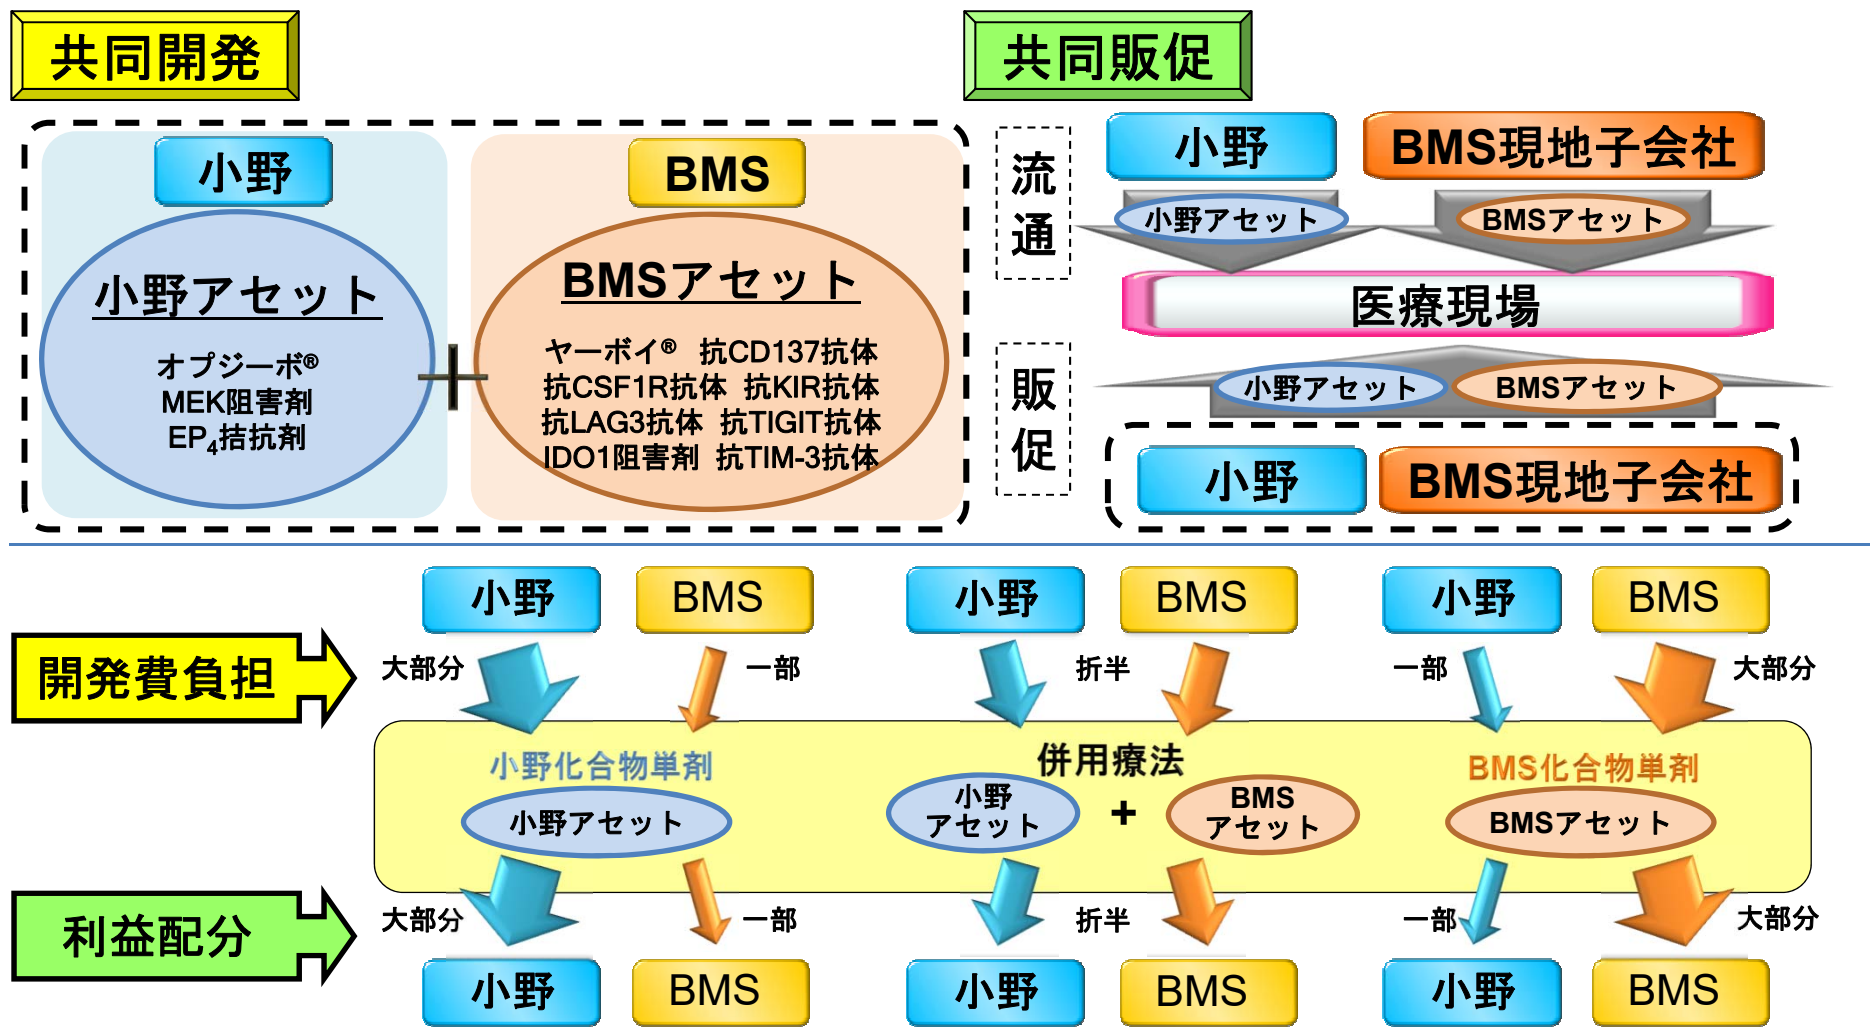 共同開発
小野
BMS
小野アセット
オプジーボ®
MEK阻害剤
EP4拮抗剤
BMSアセット
ヤーボイ® 抗CD137抗体
抗CSF1R抗体 抗KIR抗体
抗LAG3抗体 抗TIGIT抗体
IDO1阻害剤 抗TIM-3抗体
共同販促
流通
小野
BMS現地子会社
小野アセット
BMSアセット
医療現場
販促
小野アセット
BMSアセット
小野
BMS現地子会社
小野
BMS
小野
BMS
小野
BMS
開発費負担
大部分
一部
折半
一部
大部分
小野化合物単剤
小野アセット
併用療法
小野
アセット
+
BMS
アセット
BMS化合物単剤
BMSアセット
利益配分
大部分
一部
折半
一部
大部分
小野
BMS
小野
BMS
小野
BMS